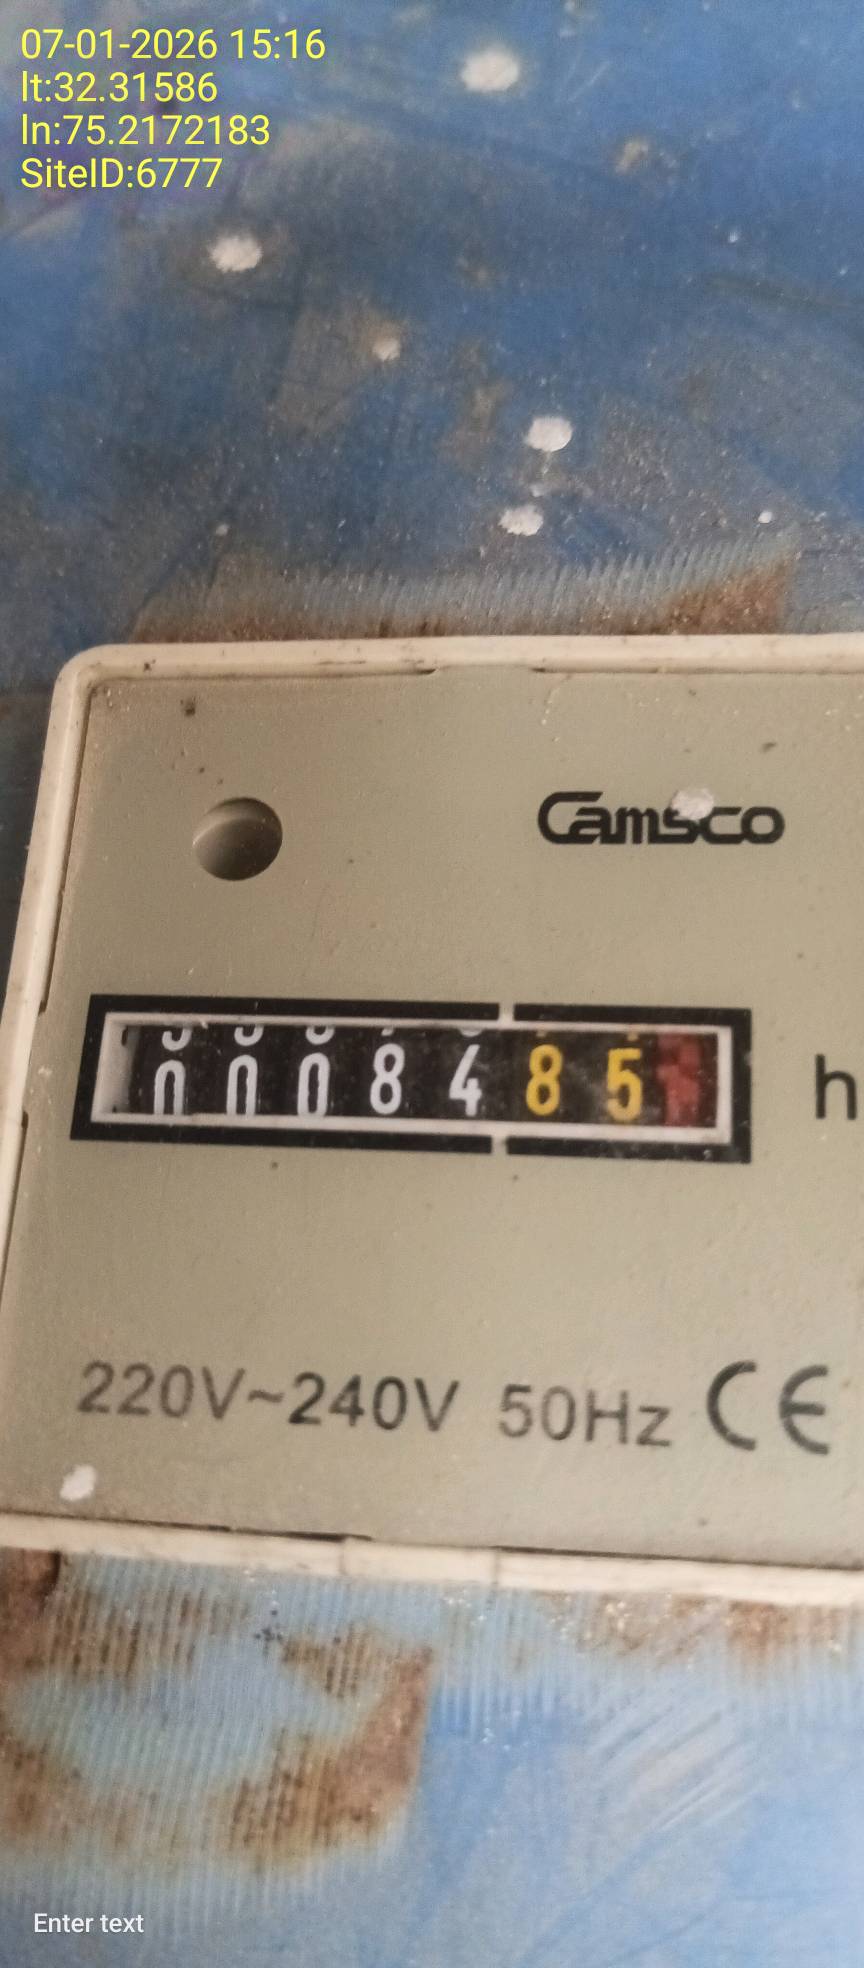 07-01-2026 15:16
lt:32.31586
ln:75.2172183
SiteID:6777
Camsco
0008485
h
220V~240V 50Hz CE
Enter text